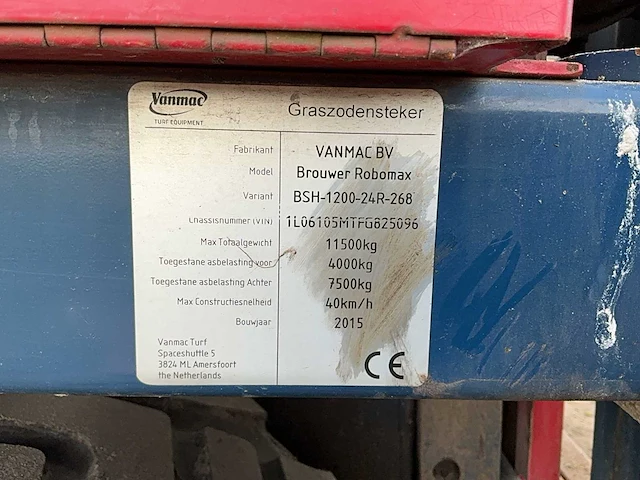 Vanmac
TURF EQUIPMENT
Graszodensteker
Fabrikant VANMAC BV
Model Brouwer Robomax
Variant BSH-1200-24R-268
Chassisnummer (VIN) 1L06105MTFG825096
Max Totaalgewicht 11500kg
Toegestane asbelasting voor 4000kg
Toegestane asbelasting Achter 7500kg
Max Constructiesnelheid 40km/h
Bouwjaar 2015
Vanmac Turf
Spaceshuttle 5
3824 ML Amersfoort
the Netherlands
CE